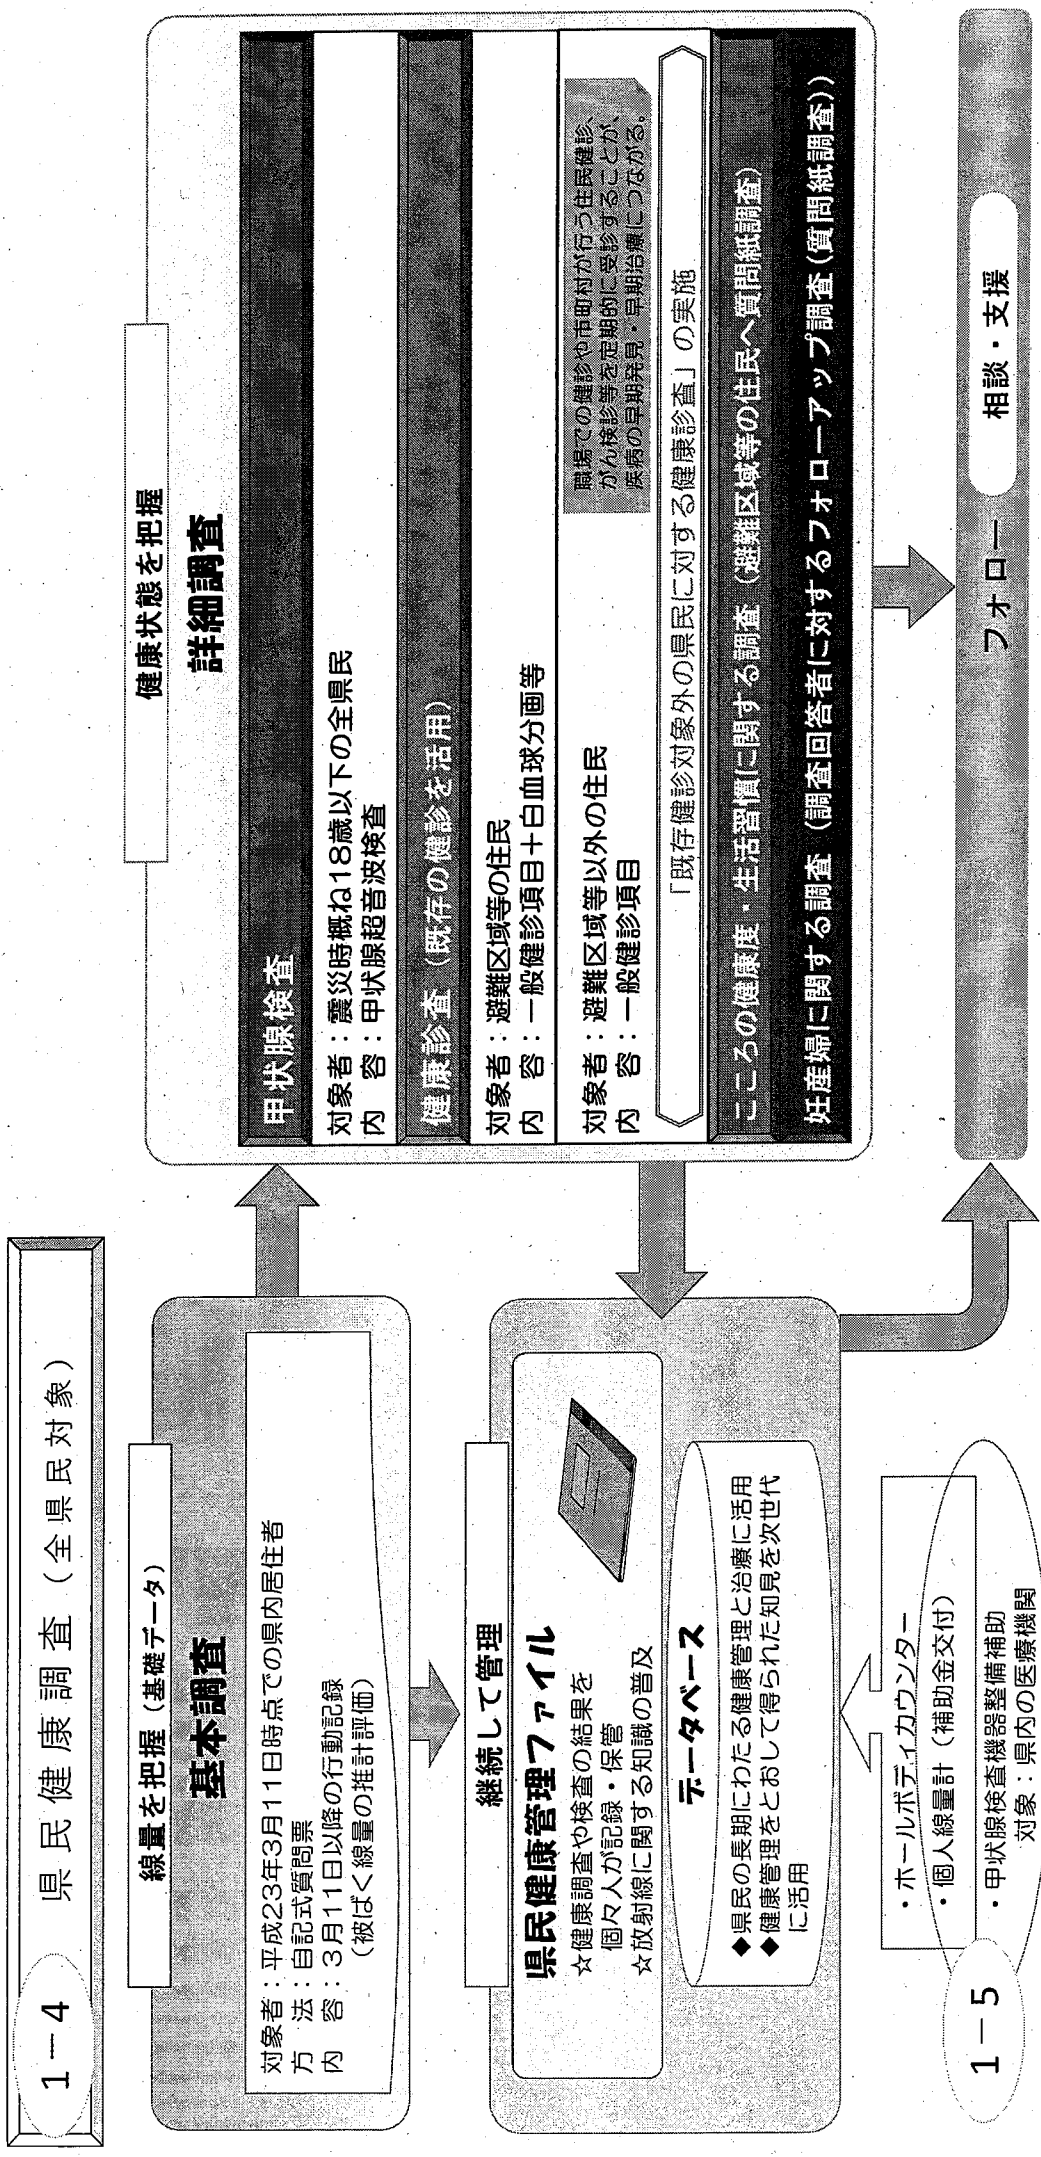 1－4　県民健康調査（全県民対象）
線量を把握（基礎データ）
基本調査
対象者：平成23年3月11日時点での県内居住者
方　法：自記式質問票
内　容：3月11日以降の行動記録
（被ばく線量の推計評価）
継続して管理
県民健康管理ファイル
☆健康調査や検査の結果を
個々人が記録・保管
☆放射線に関する知識の普及
データベース
◆県民の長期にわたる健康管理と治療に活用
◆健康管理をとおして得られた知見を次世代
に活用
・ホールボディカウンター
・個人線量計（補助金交付）
1－5
・甲状腺検査機器整備補助
対象：県内の医療機関
健康状態を把握
詳細調査
甲状腺検査
対象者：震災時概ね18歳以下の全県民
内　容：甲状腺超音波検査
健康診査（既存の健診を活用）
対象者：避難区域等の住民
内　容：一般健診項目＋白血球分画等
対象者：避難区域等以外の住民
内　容：一般健診項目
職場での健診や市町村が行う住民健診、
がん検診等を定期的に受診することが、
疾病の早期発見・早期治療につながる。
「既存健診対象外の県民に対する健康診査」の実施
こころの健康度・生活習慣に関する調査（避難区域等の住民へ質問紙調査）
妊産婦に関する調査（調査回答者に対するフォローアップ調査（質問紙調査））
フォロー
相談・支援